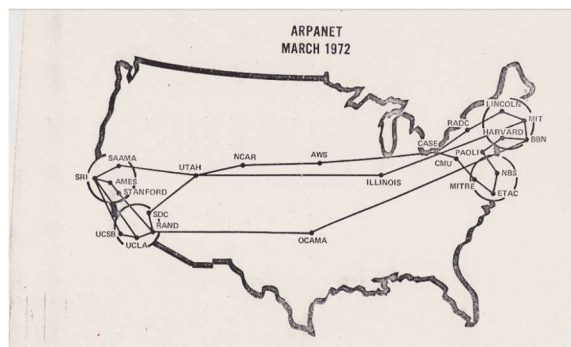 ARPANET
MARCH 1972
LINCOLN
RADC
MIT
CASE
HARVARD
BBN
SAAMA
UTAH
NCAR
AWS
CMU
PAOLI
SRI
AMES
STANFORD
ILLINOIS
MITRE
NBS
ETAC
SDC
RAND
UCSB
UCLA
OCAMA